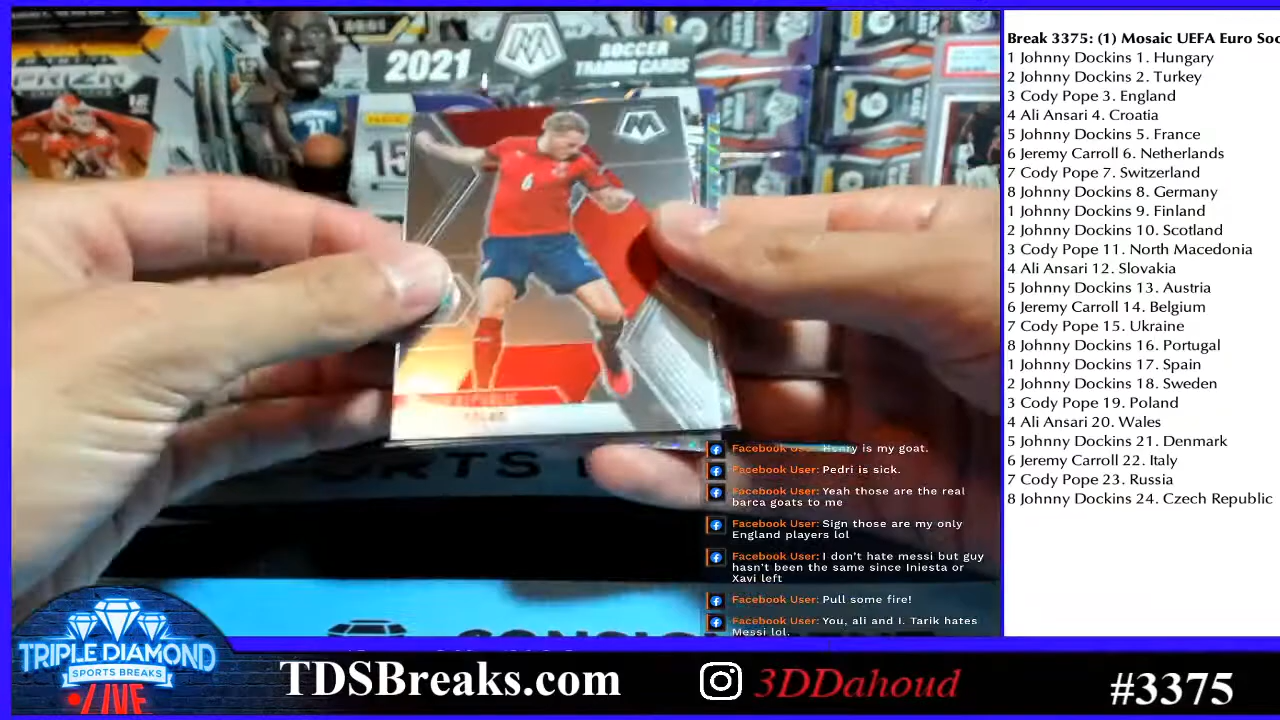 2021
SOCCER
TRADING CARDS
PRIZM
15
6
Break 3375: (1) Mosaic UEFA Euro Soc
1 Johnny Dockins 1. Hungary
2 Johnny Dockins 2. Turkey
3 Cody Pope 3. England
4 Ali Ansari 4. Croatia
5 Johnny Dockins 5. France
6 Jeremy Carroll 6. Netherlands
7 Cody Pope 7. Switzerland
8 Johnny Dockins 8. Germany
1 Johnny Dockins 9. Finland
2 Johnny Dockins 10. Scotland
3 Cody Pope 11. North Macedonia
4 Ali Ansari 12. Slovakia
5 Johnny Dockins 13. Austria
6 Jeremy Carroll 14. Belgium
7 Cody Pope 15. Ukraine
8 Johnny Dockins 16. Portugal
1 Johnny Dockins 17. Spain
2 Johnny Dockins 18. Sweden
3 Cody Pope 19. Poland
4 Ali Ansari 20. Wales
5 Johnny Dockins 21. Denmark
6 Jeremy Carroll 22. Italy
7 Cody Pope 23. Russia
8 Johnny Dockins 24. Czech Republic
Facebook User: Henry is my goat.
Facebook User: Pedri is sick.
Facebook User: Yeah those are the real
barca goats to me
Facebook User: Sign those are my only
England players lol
Facebook User: I don't hate messi but guy
hasn't been the same since Iniesta or
Xavi left
Facebook User: Pull some fire!
Facebook User: You, ali and I. Tarik hates
Messi lol.
TRIPLE DIAMOND
SPORTS BREAKS
LIVE
TDSBreaks.com
3DDahoud
#3375